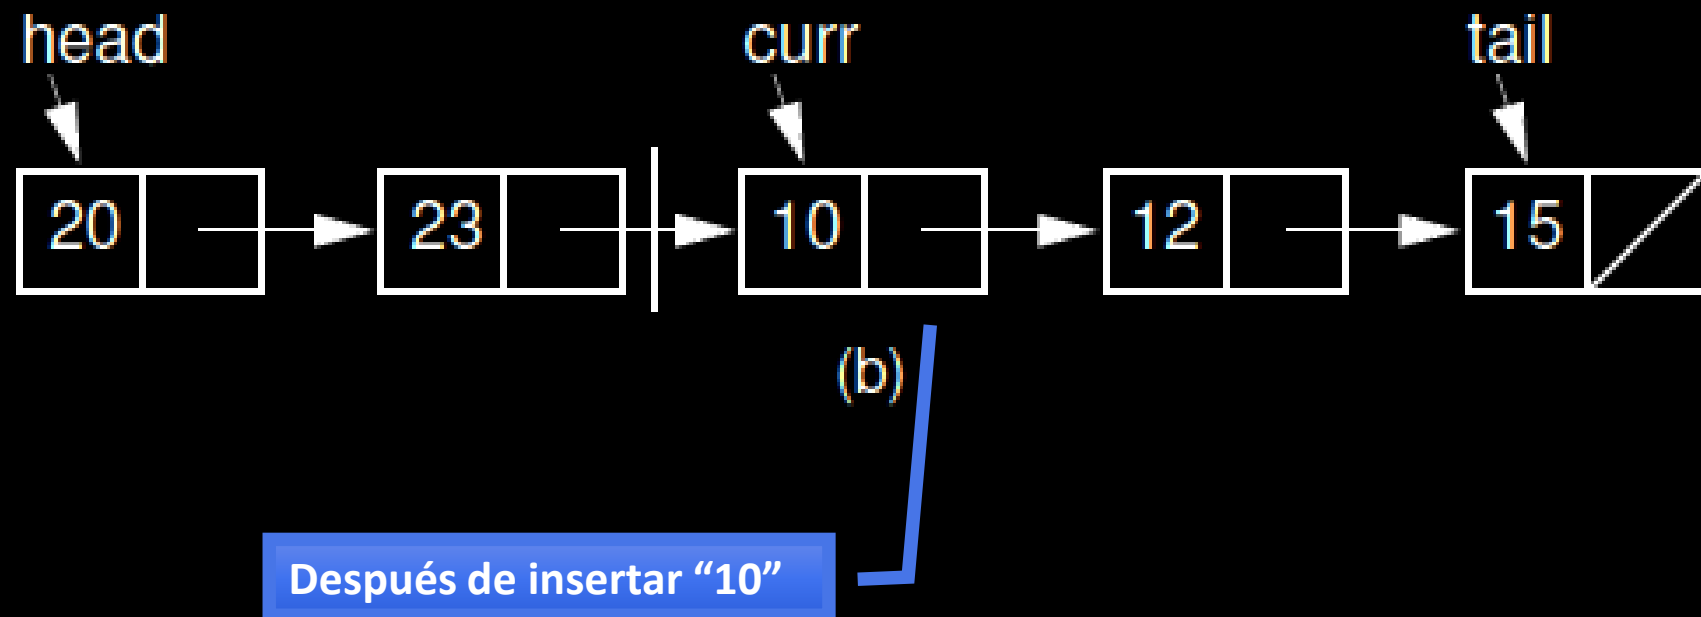 head curr tail
20 23 10 12 15
(b)
Después de insertar “10”